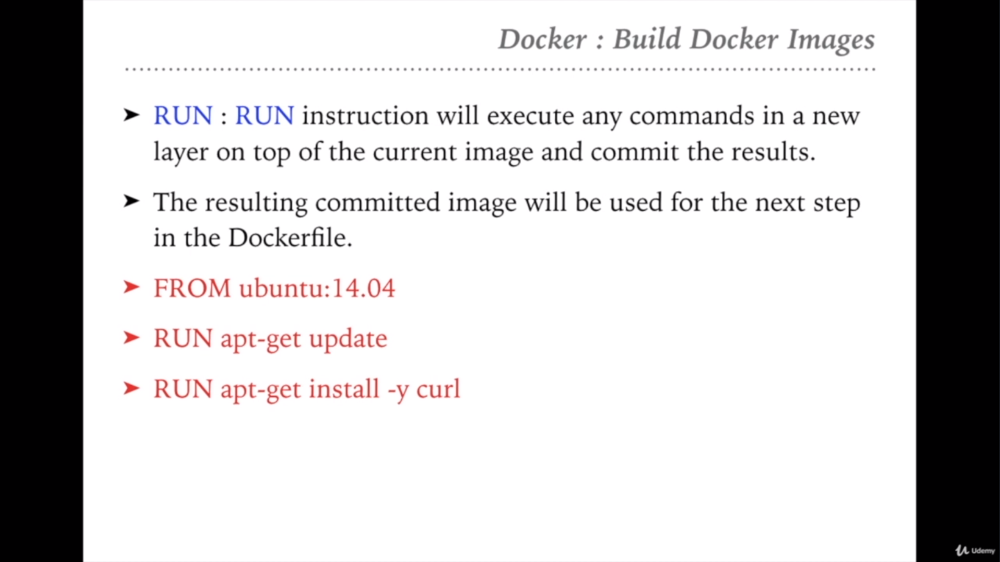 Docker : Build Docker Images
➤ RUN : RUN instruction will execute any commands in a new
layer on top of the current image and commit the results.
➤ The resulting committed image will be used for the next step
in the Dockerfile.
➤ FROM ubuntu:14.04
➤ RUN apt-get update
➤ RUN apt-get install -y curl
Udemy